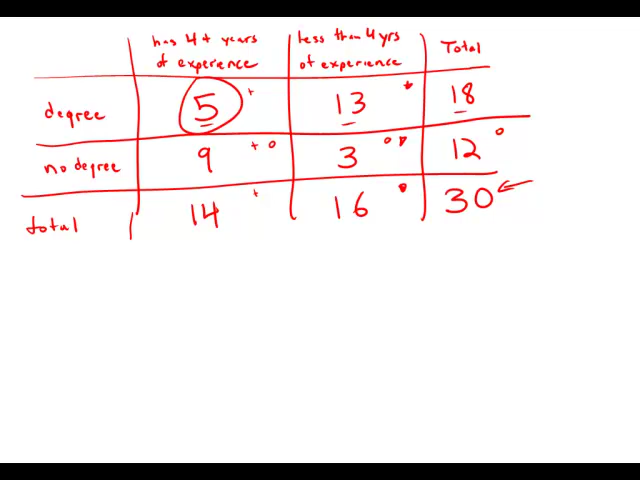 has 4+ years of experience less than 4 yrs of experience Total
degree 5 13 18
no degree 9 3 12
total 14 16 30